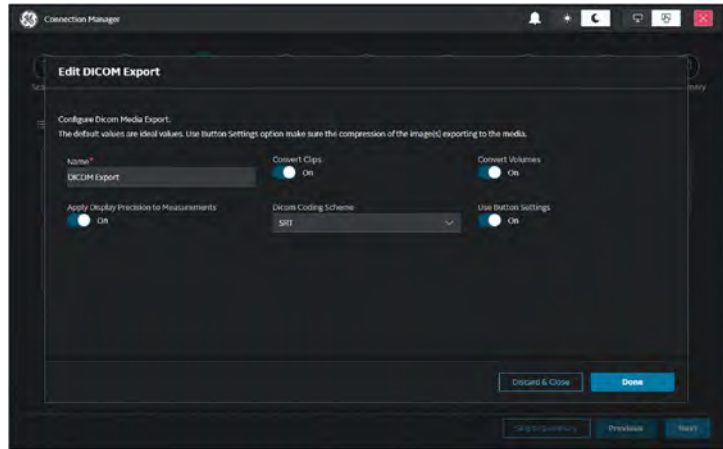 Connection Manager
Edit DICOM Export
Configure Dicom Media Export.
The default values are ideal values. Use Button Settings option make sure the compression of the image(s) exporting to the media.
Name*
Convert Clips
Convert Volumes
DICOM Export
On
On
Apply Display Precision to Measurements
Dicom Coding Scheme
Use Button Settings
On
SRT
On
Discard & Close
Done
Skip to Summary
Previous
Next